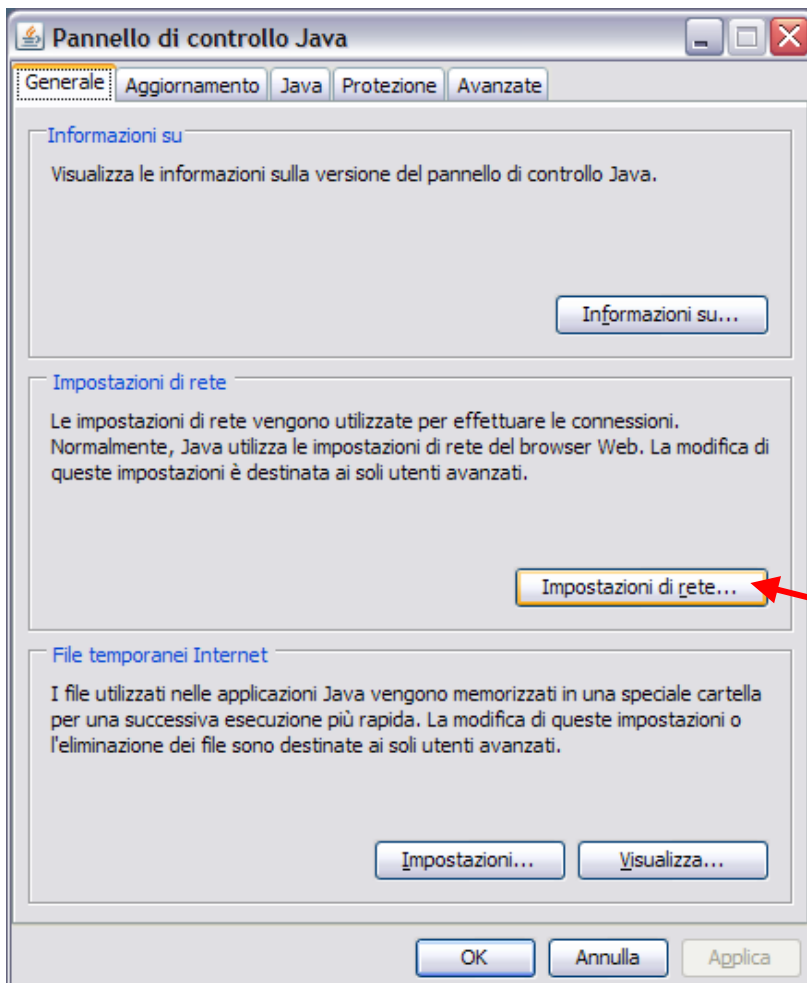 Pannello di controllo Java
Generale Aggiornamento Java Protezione Avanzate
Informazioni su
Visualizza le informazioni sulla versione del pannello di controllo Java.
Informazioni su...
Impostazioni di rete
Le impostazioni di rete vengono utilizzate per effettuare le connessioni.
Normalmente, Java utilizza le impostazioni di rete del browser Web. La modifica di
queste impostazioni è destinata ai soli utenti avanzati.
Impostazioni di rete...
File temporanei Internet
I file utilizzati nelle applicazioni Java vengono memorizzati in una speciale cartella
per una successiva esecuzione più rapida. La modifica di queste impostazioni o
l'eliminazione dei file sono destinate ai soli utenti avanzati.
Impostazioni... Visualizza...
OK Annulla Applica